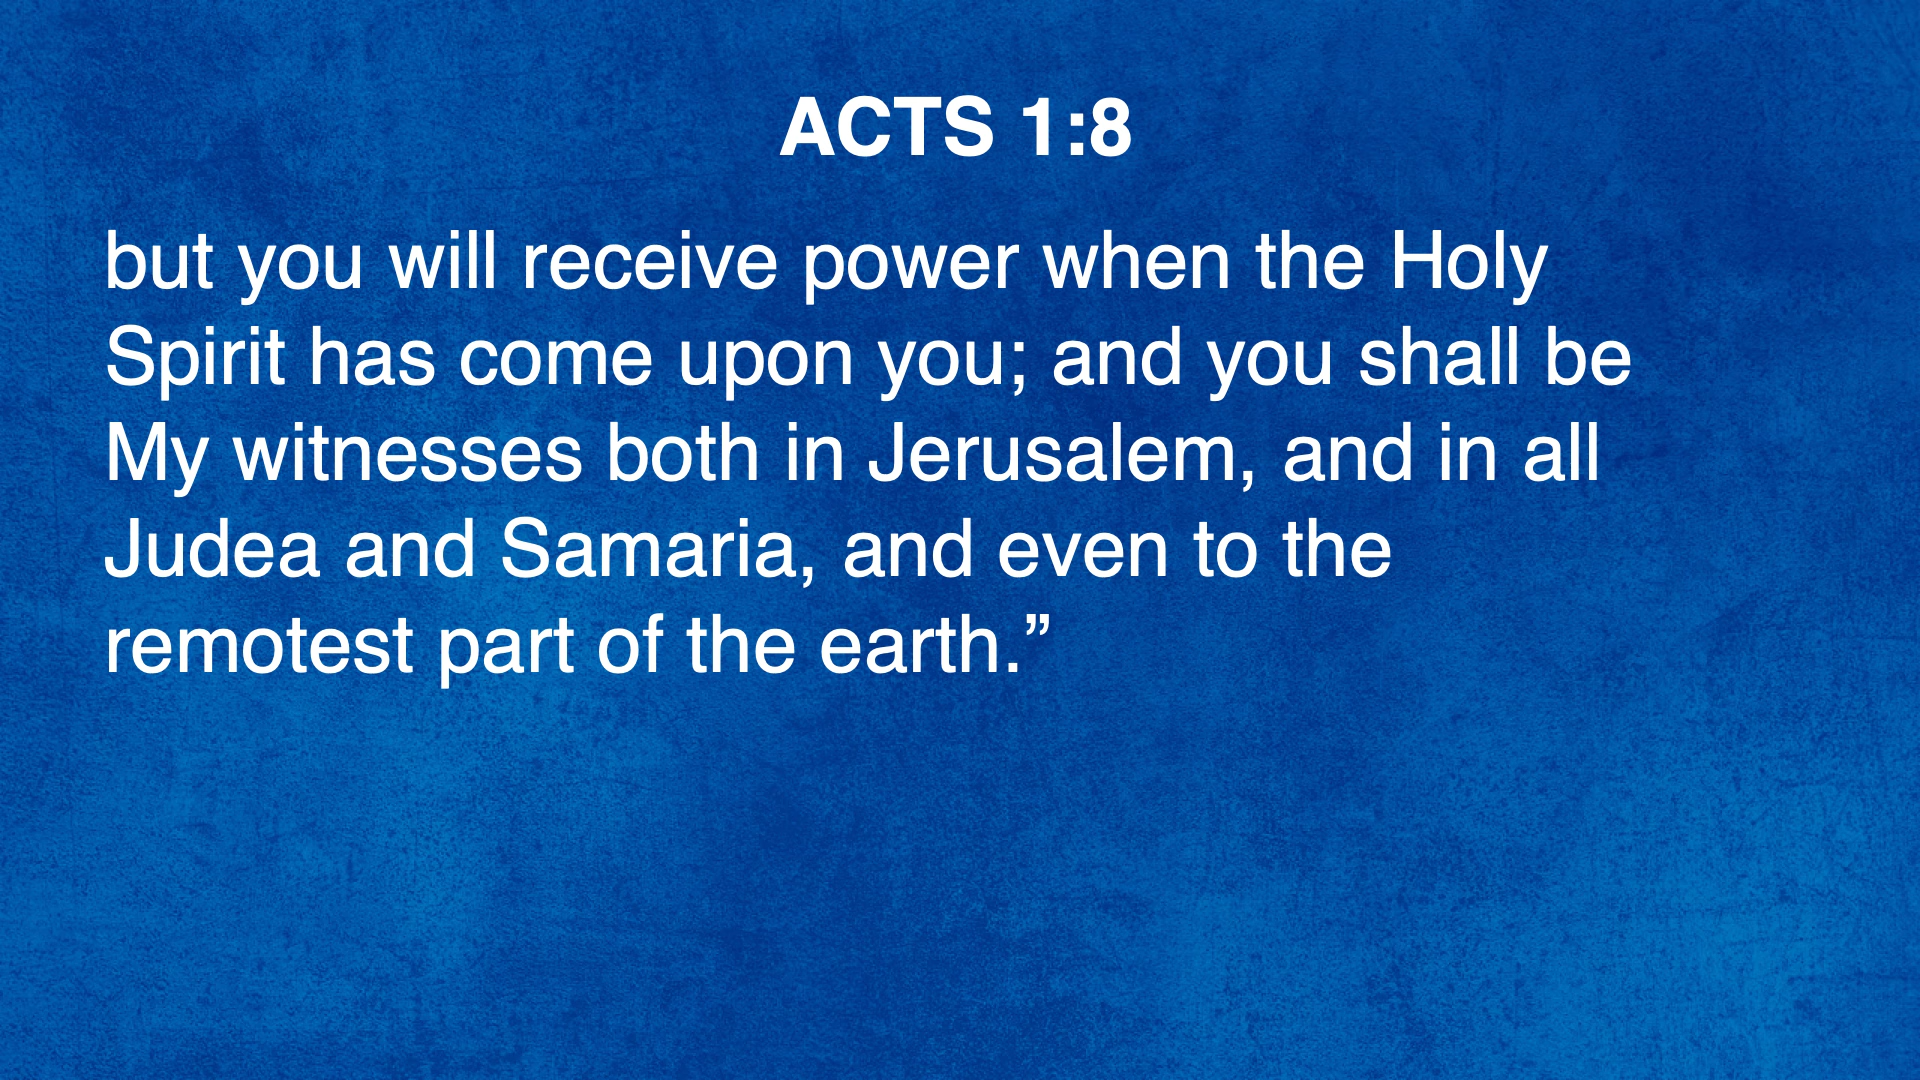 ACTS 1:8
but you will receive power when the Holy
Spirit has come upon you; and you shall be
My witnesses both in Jerusalem, and in all
Judea and Samaria, and even to the
remotest part of the earth.”